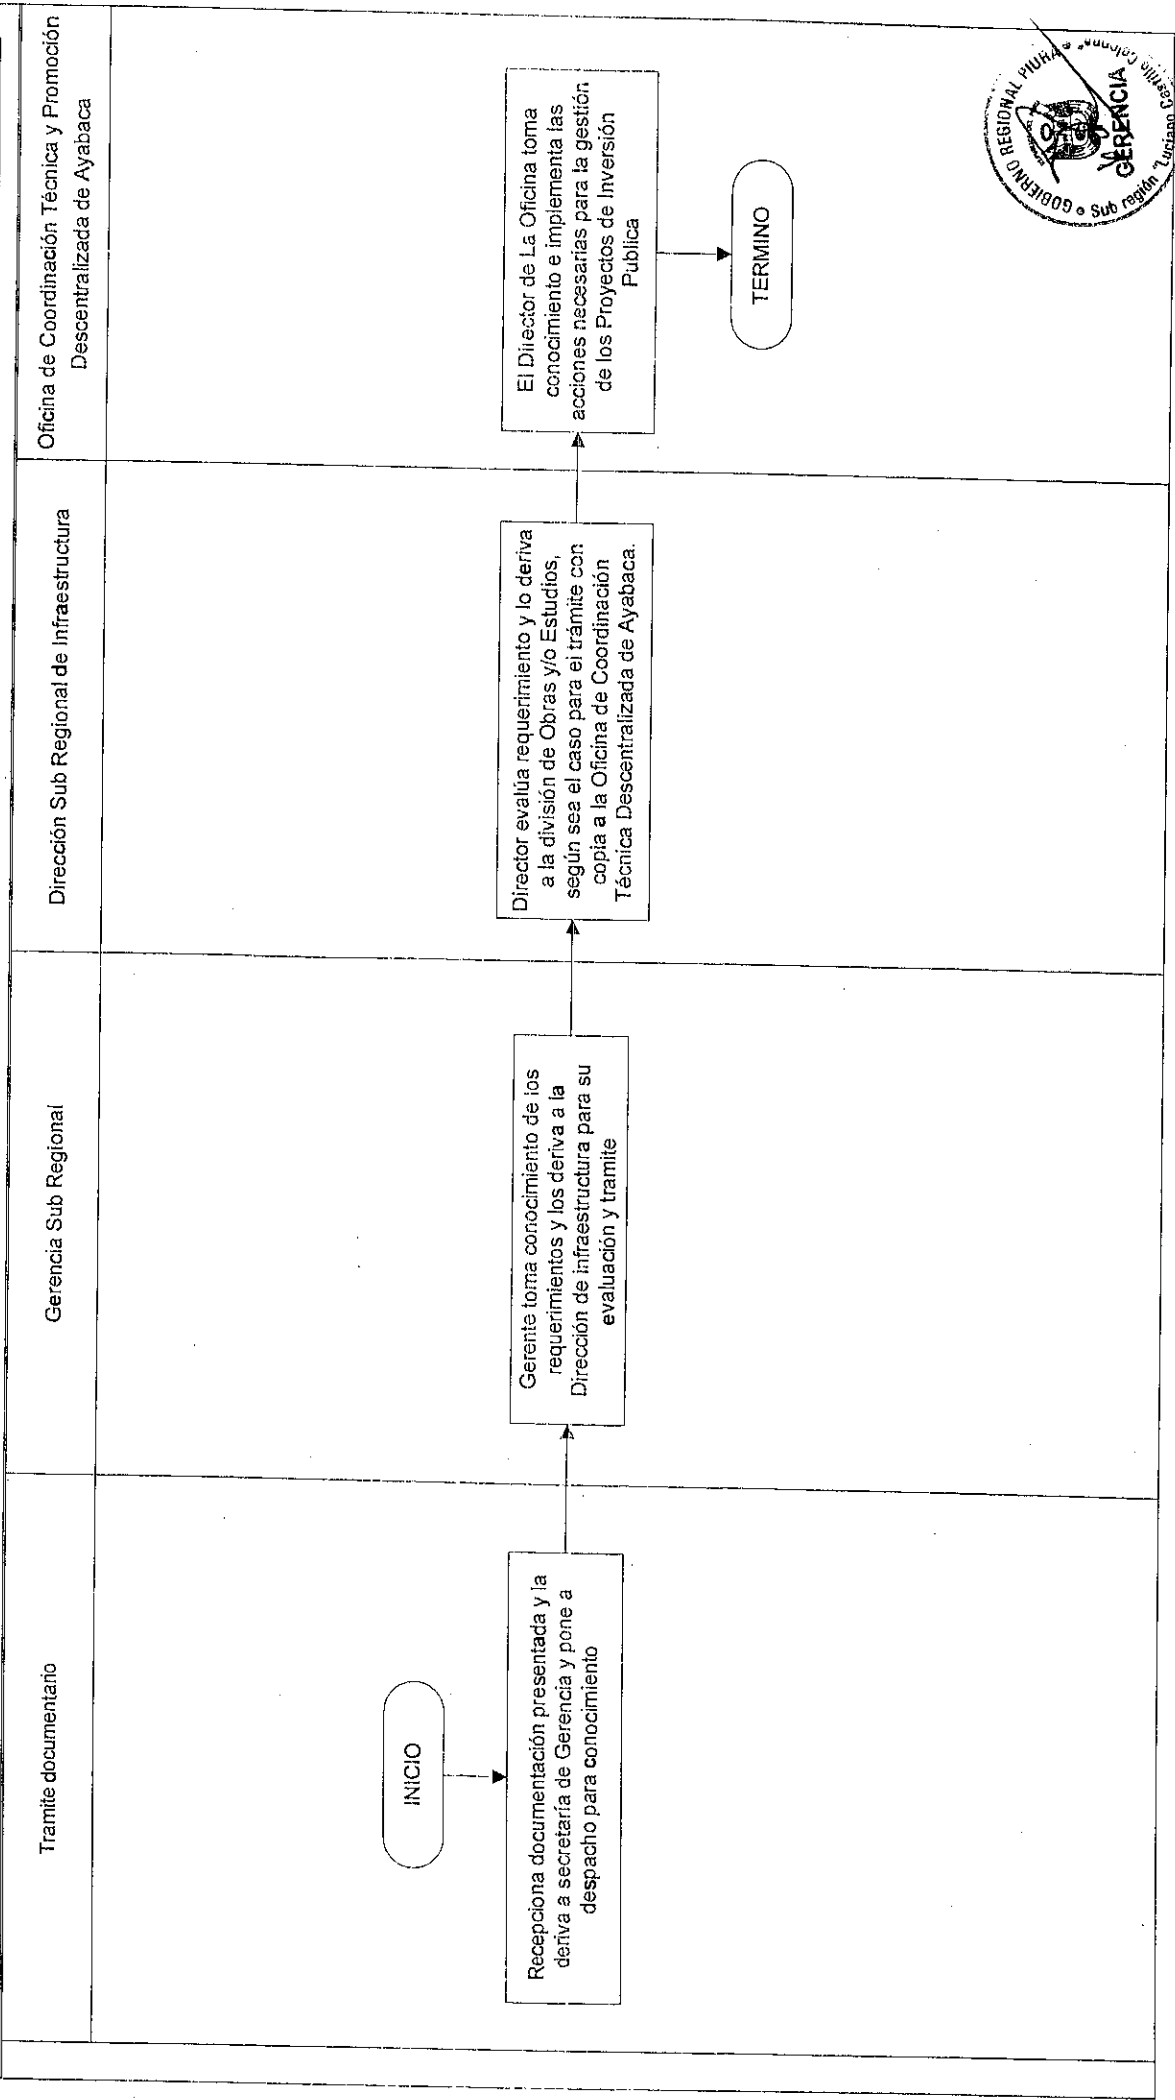 Tramite documentario
Gerencia Sub Regional
Dirección Sub Regional de Infraestructura
Oficina de Coordinación Técnica y Promoción
Descentralizada de Ayabaca
INICIO
Recepciona documentación presentada y la
deriva a secretaría de Gerencia y pone a
despacho para conocimiento
Gerente toma conocimiento de los
requerimientos y los deriva a la
Dirección de infraestructura para su
evaluación y tramite
Director evalúa requerimiento y lo deriva
a la división de Obras y/o Estudios,
según sea el caso para el trámite con
copia a la Oficina de Coordinación
Técnica Descentralizada de Ayabaca.
El Director de La Oficina toma
conocimiento e implementa las
acciones necesarias para la gestión
de los Proyectos de Inversión
Publica
TERMINO
GOBIERNO REGIONAL PIURA
Sub región "Luciano Castillo Colonna"
GERENCIA